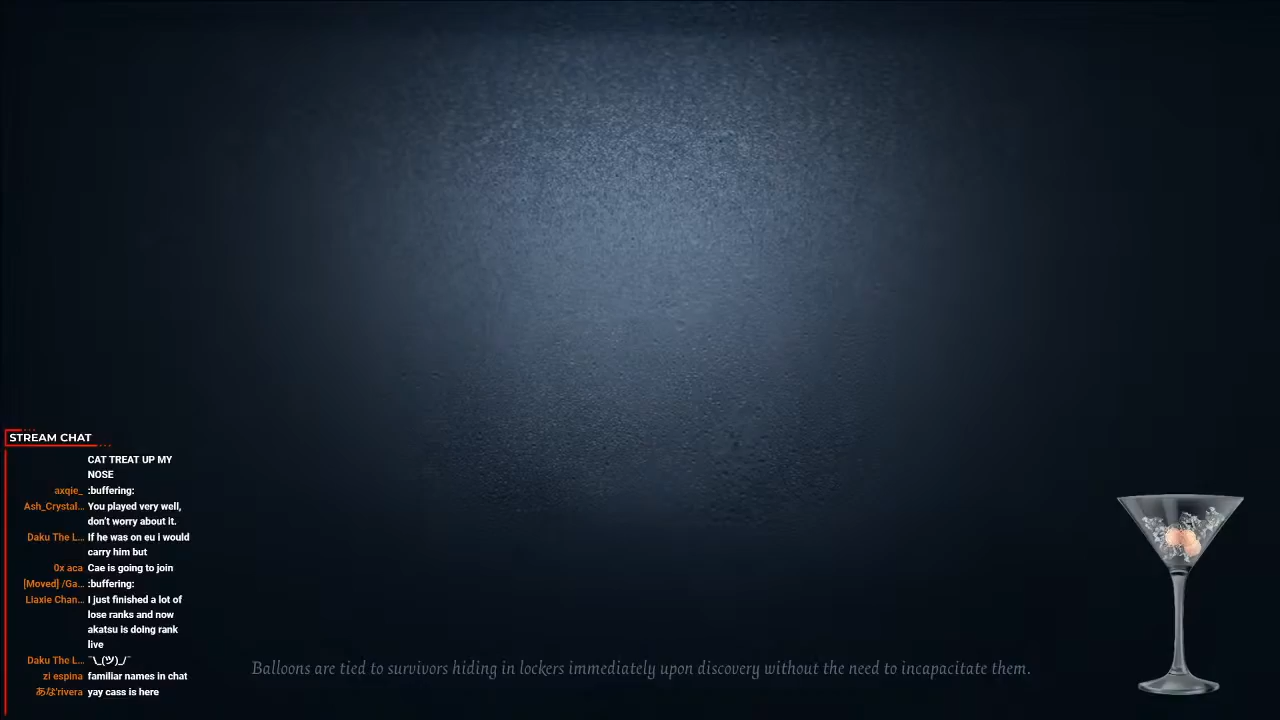 STREAM CHAT
CAT TREAT UP MY
NOSE
axqie_ :buffering:
Ash_Crystal... You played very well,
don't worry about it.
Daku The L... If he was on eu i would
carry him but
0x aca Cae is going to join
[Moved] /Ga... :buffering:
Liaxie Chan... I just finished a lot of
lose ranks and now
akatsu is doing rank
live
Daku The L... ¯\_(ツ)_/¯
zi espina familiar names in chat
あな'rivera yay cass is here
Balloons are tied to survivors hiding in lockers immediately upon discovery without the need to incapacitate them.